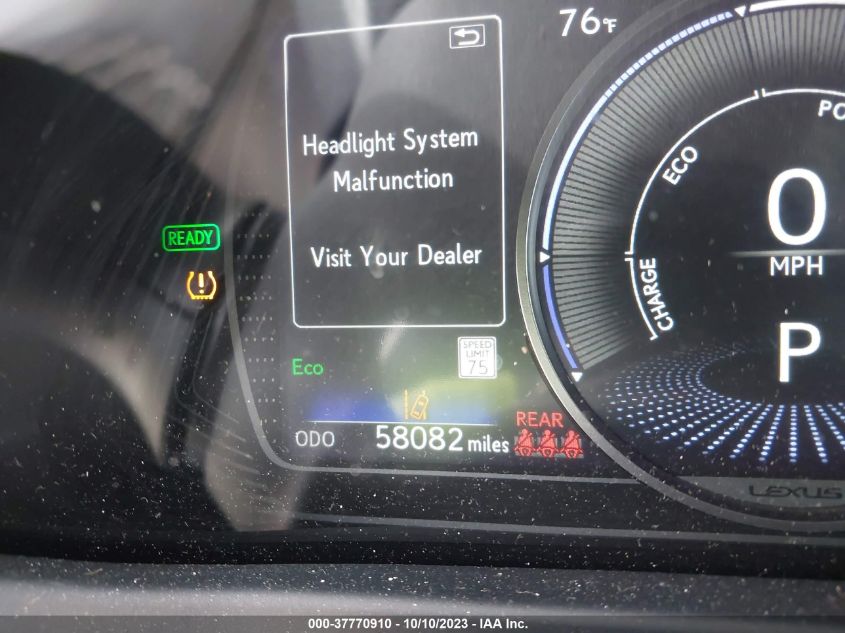 76°F
Headlight System
Malfunction
Visit Your Dealer
READY
Eco
SPEED
LIMIT
75
ODO 58082 miles
REAR
CHARGE
ECO
PO
0
MPH
P
LEXUS
000-37770910 - 10/10/2023 - IAA Inc.